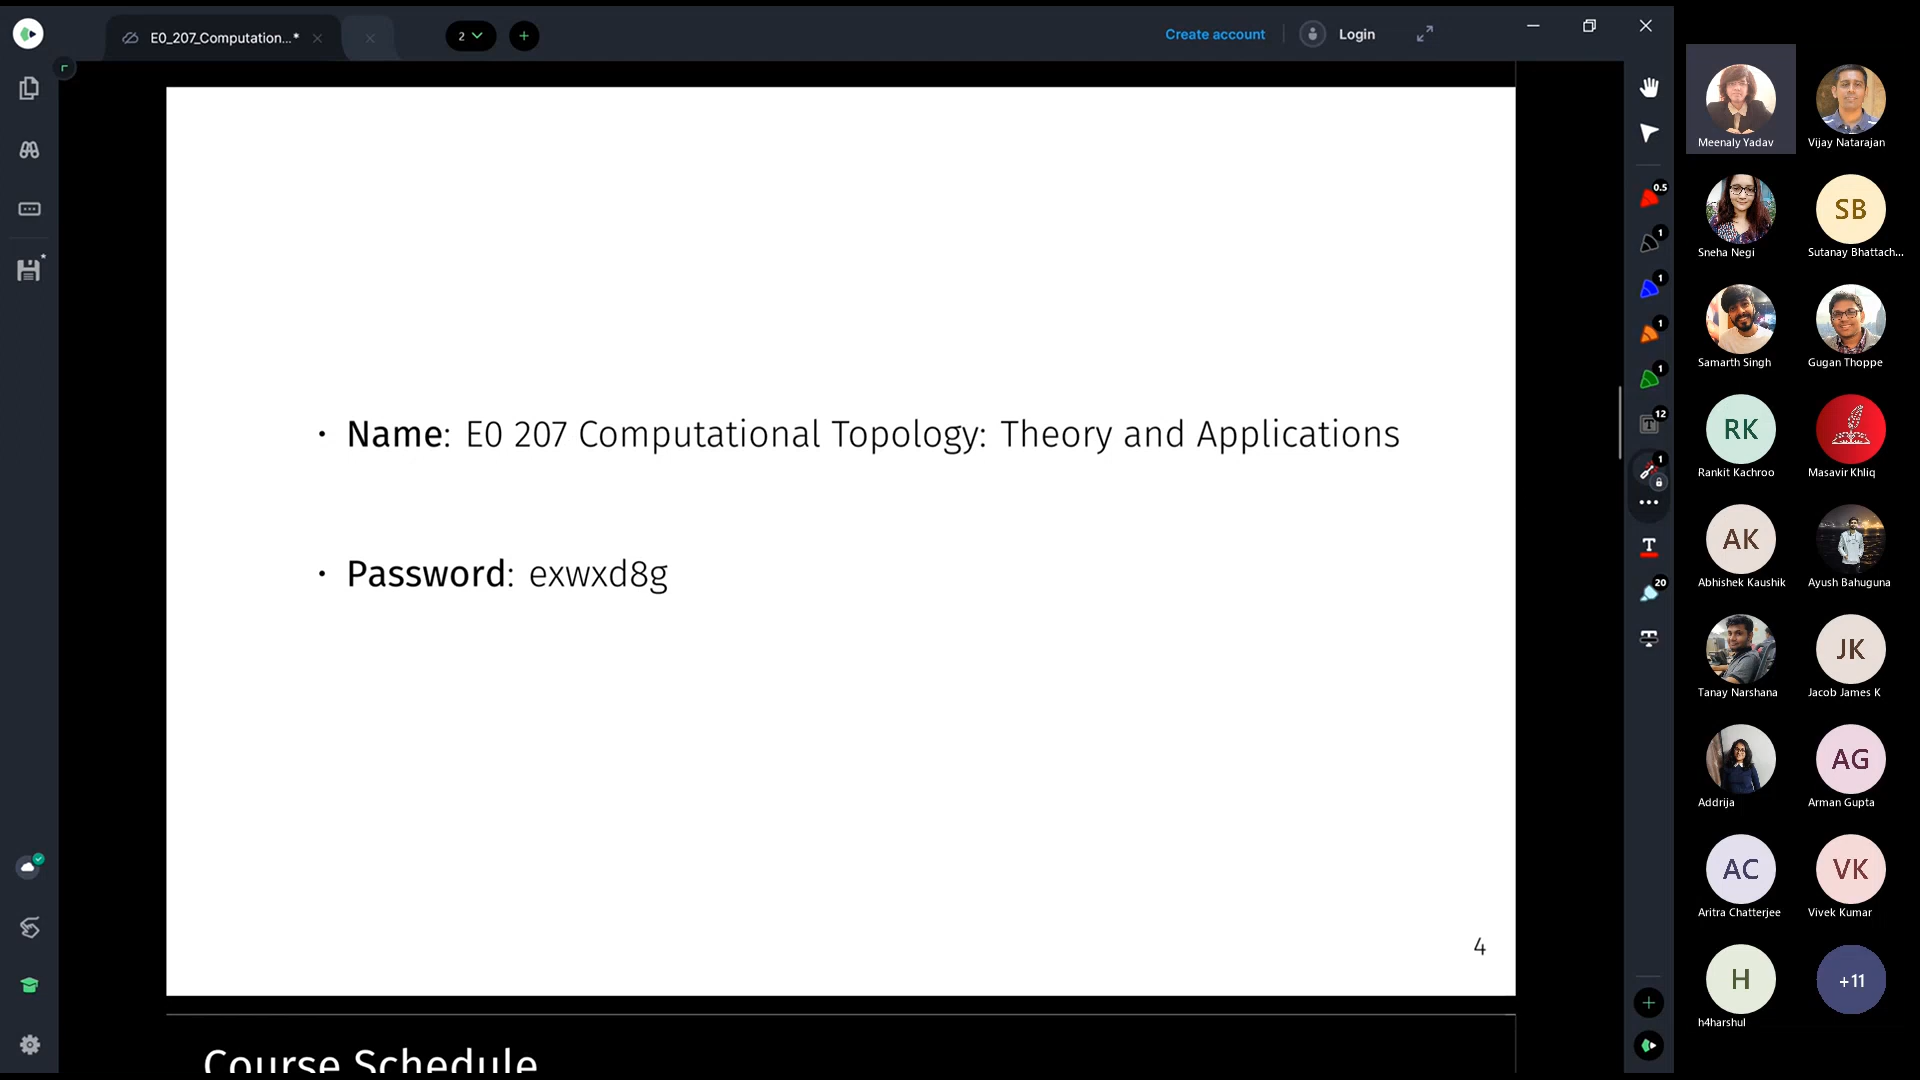 E0_207_Computation...*
2
Create account
Login
• Name: E0 207 Computational Topology: Theory and Applications
• Password: exwxd8g
4
Course Schedule
0.5
1
1
1
1
12
1
20
Meenaly Yadav
Vijay Natarajan
SB
Sneha Negi
Sutanay Bhattach...
Samarth Singh
Gugan Thoppe
RK
Rankit Kachroo
Masavir Khliq
AK
Abhishek Kaushik
Ayush Bahuguna
JK
Tanay Narshana
Jacob James K
AG
Addrija
Arman Gupta
AC
VK
Aritra Chatterjee
Vivek Kumar
H
+11
h4harshul